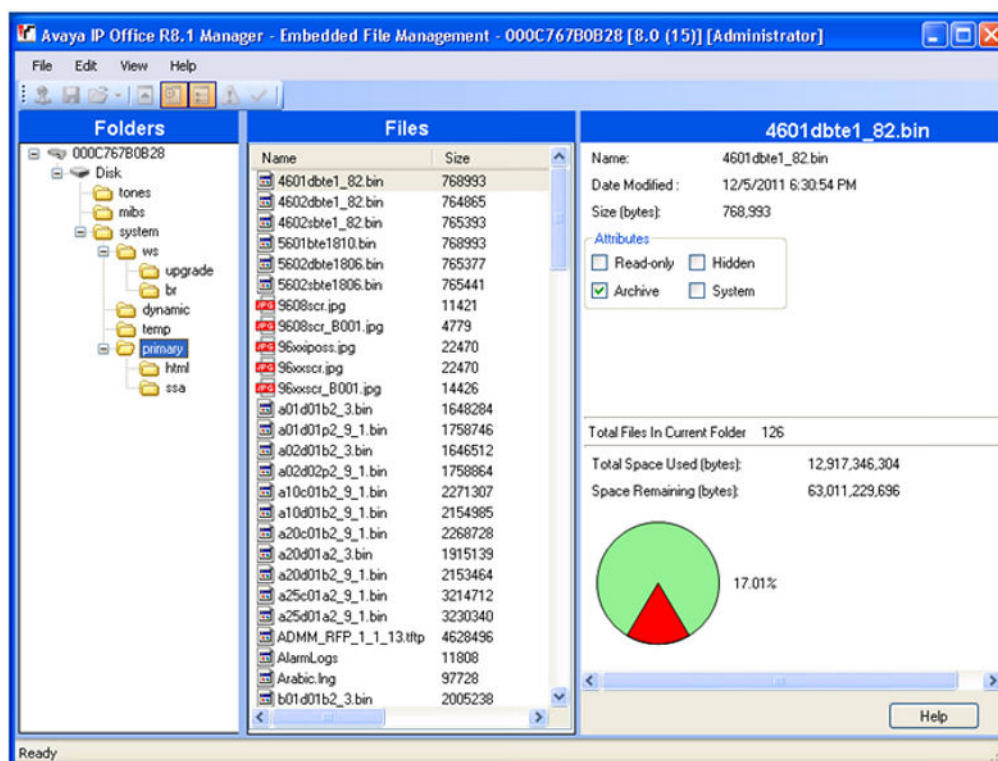 Avaya IP Office R8.1 Manager - Embedded File Management - 000C767B0B28 [8.0 (15)] [Administrator]
File Edit View Help
Folders
000C767B0B28
Disk
tones
mibs
system
ws
upgrade
br
dynamic
temp
primary
html
ssa
Files
Name Size
4601dbte1_82.bin 768993
4602dbte1_82.bin 764865
4602sbte1_82.bin 765393
5601bte1810.bin 768993
5602dbte1806.bin 765377
5602sbte1806.bin 765441
JPG 9608scr.jpg 11421
JPG 9608scr_B001.jpg 4779
JPG 96xxiposs.jpg 22470
JPG 96xxscr.jpg 22470
JPG 96xxscr_B001.jpg 14426
a01d01b2_3.bin 1648284
a01d01p2_9_1.bin 1758746
a02d01b2_3.bin 1646512
a02d02p2_9_1.bin 1758864
a10c01b2_9_1.bin 2271307
a10d01b2_9_1.bin 2154985
a20c01b2_9_1.bin 2268728
a20d01a2_3.bin 1915139
a20d01b2_9_1.bin 2153464
a25c01a2_9_1.bin 3214712
a25d01a2_9_1.bin 3230340
ADMM_RFP_1_1_13.tftp 4628496
AlarmLogs 11808
Arabic.lng 97728
b01d01b2_3.bin 2005238
4601dbte1_82.bin
Name: 4601dbte1_82.bin
Date Modified : 12/5/2011 6:30:54 PM
Size (bytes): 768,993
Attributes
Read-only Hidden
Archive System
Total Files In Current Folder 126
Total Space Used (bytes): 12,917,346,304
Space Remaining (bytes): 63,011,229,696
17.01%
Help
Ready